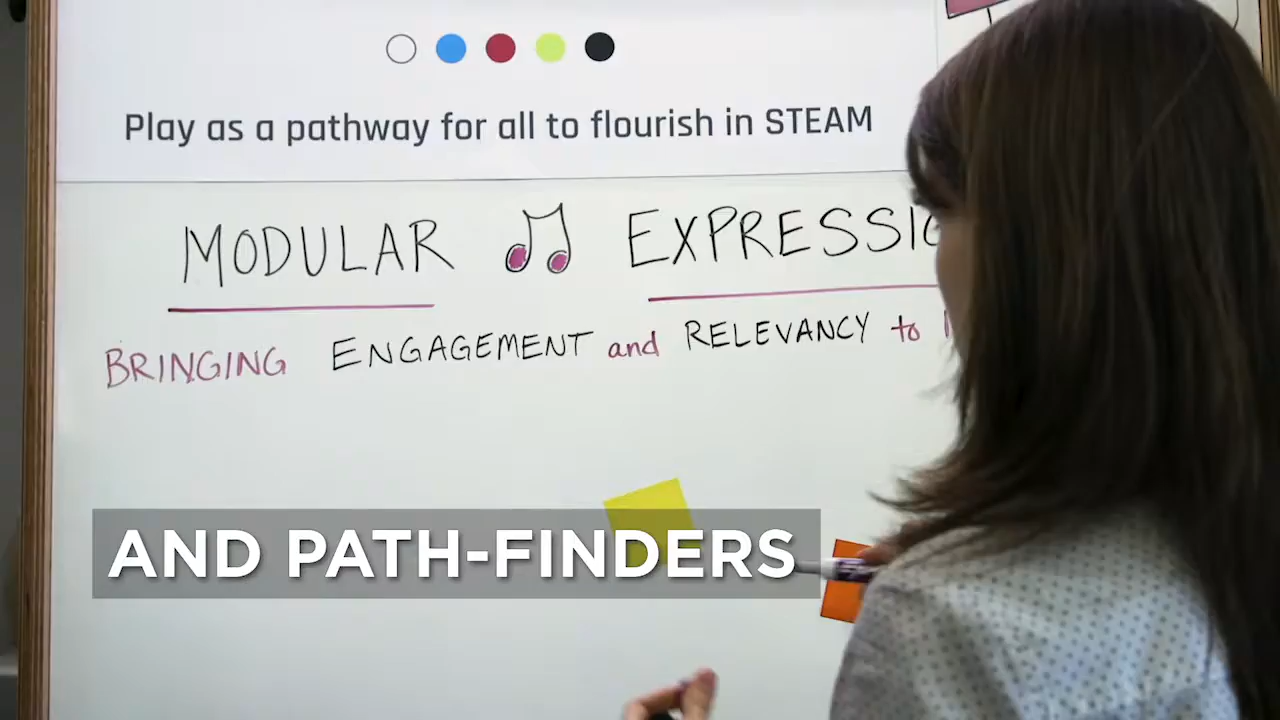 Play as a pathway for all to flourish in STEAM
MODULAR EXPRESSIO
BRINGING ENGAGEMENT and RELEVANCY to
AND PATH-FINDERS